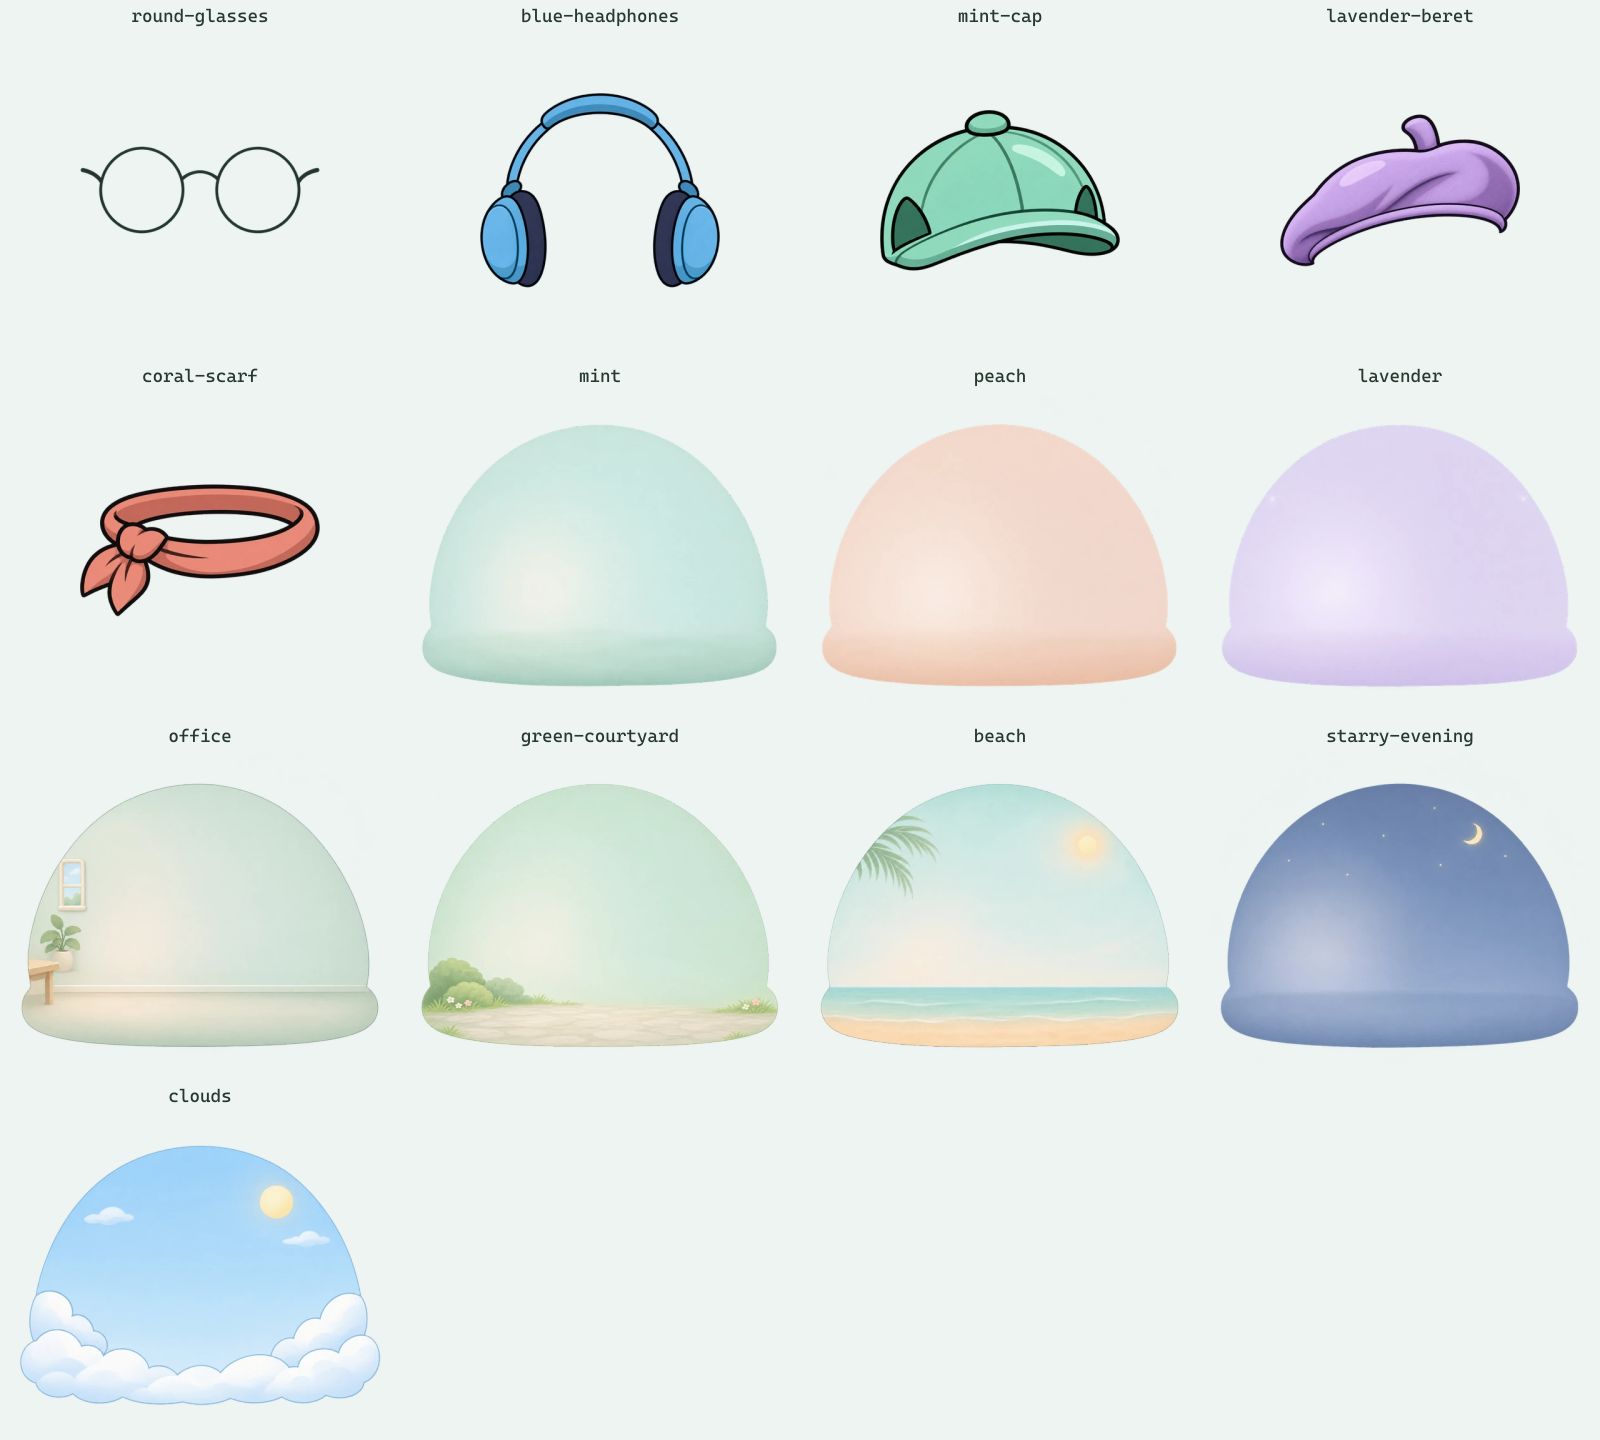 round-glasses
blue-headphones
mint-cap
lavender-beret
coral-scarf
mint
peach
lavender
office
green-courtyard
beach
starry-evening
clouds